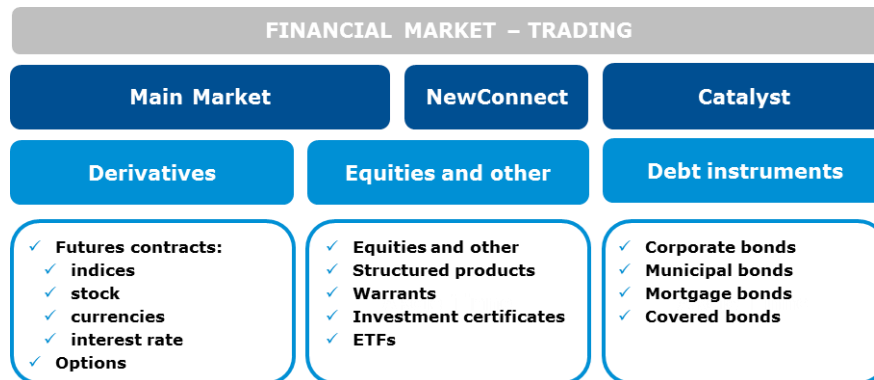 FINANCIAL MARKET – TRADING
Main Market
NewConnect
Catalyst
Derivatives
Equities and other
Debt instruments
✓ Futures contracts:
✓ indices
✓ stock
✓ currencies
✓ interest rate
✓ Options
✓ Equities and other
✓ Structured products
✓ Warrants
✓ Investment certificates
✓ ETFs
✓ Corporate bonds
✓ Municipal bonds
✓ Mortgage bonds
✓ Covered bonds